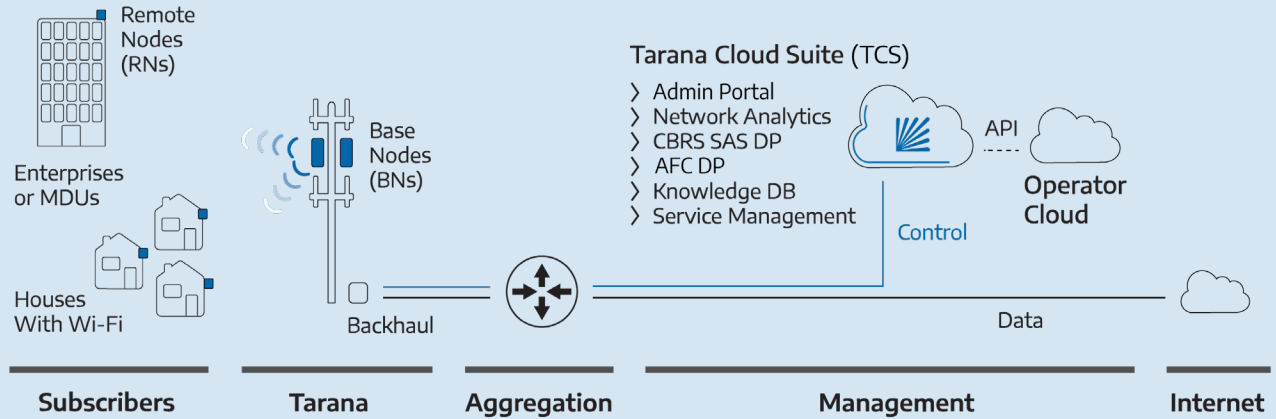 Remote
Nodes
(RNs)
Enterprises
or MDUs
Houses
With Wi-Fi
Base
Nodes
(BNs)
Backhaul
Tarana Cloud Suite (TCS)
❯ Admin Portal
❯ Network Analytics
❯ CBRS SAS DP
❯ AFC DP
❯ Knowledge DB
❯ Service Management
API
Operator
Cloud
Control
Data
Subscribers
Tarana
Aggregation
Management
Internet